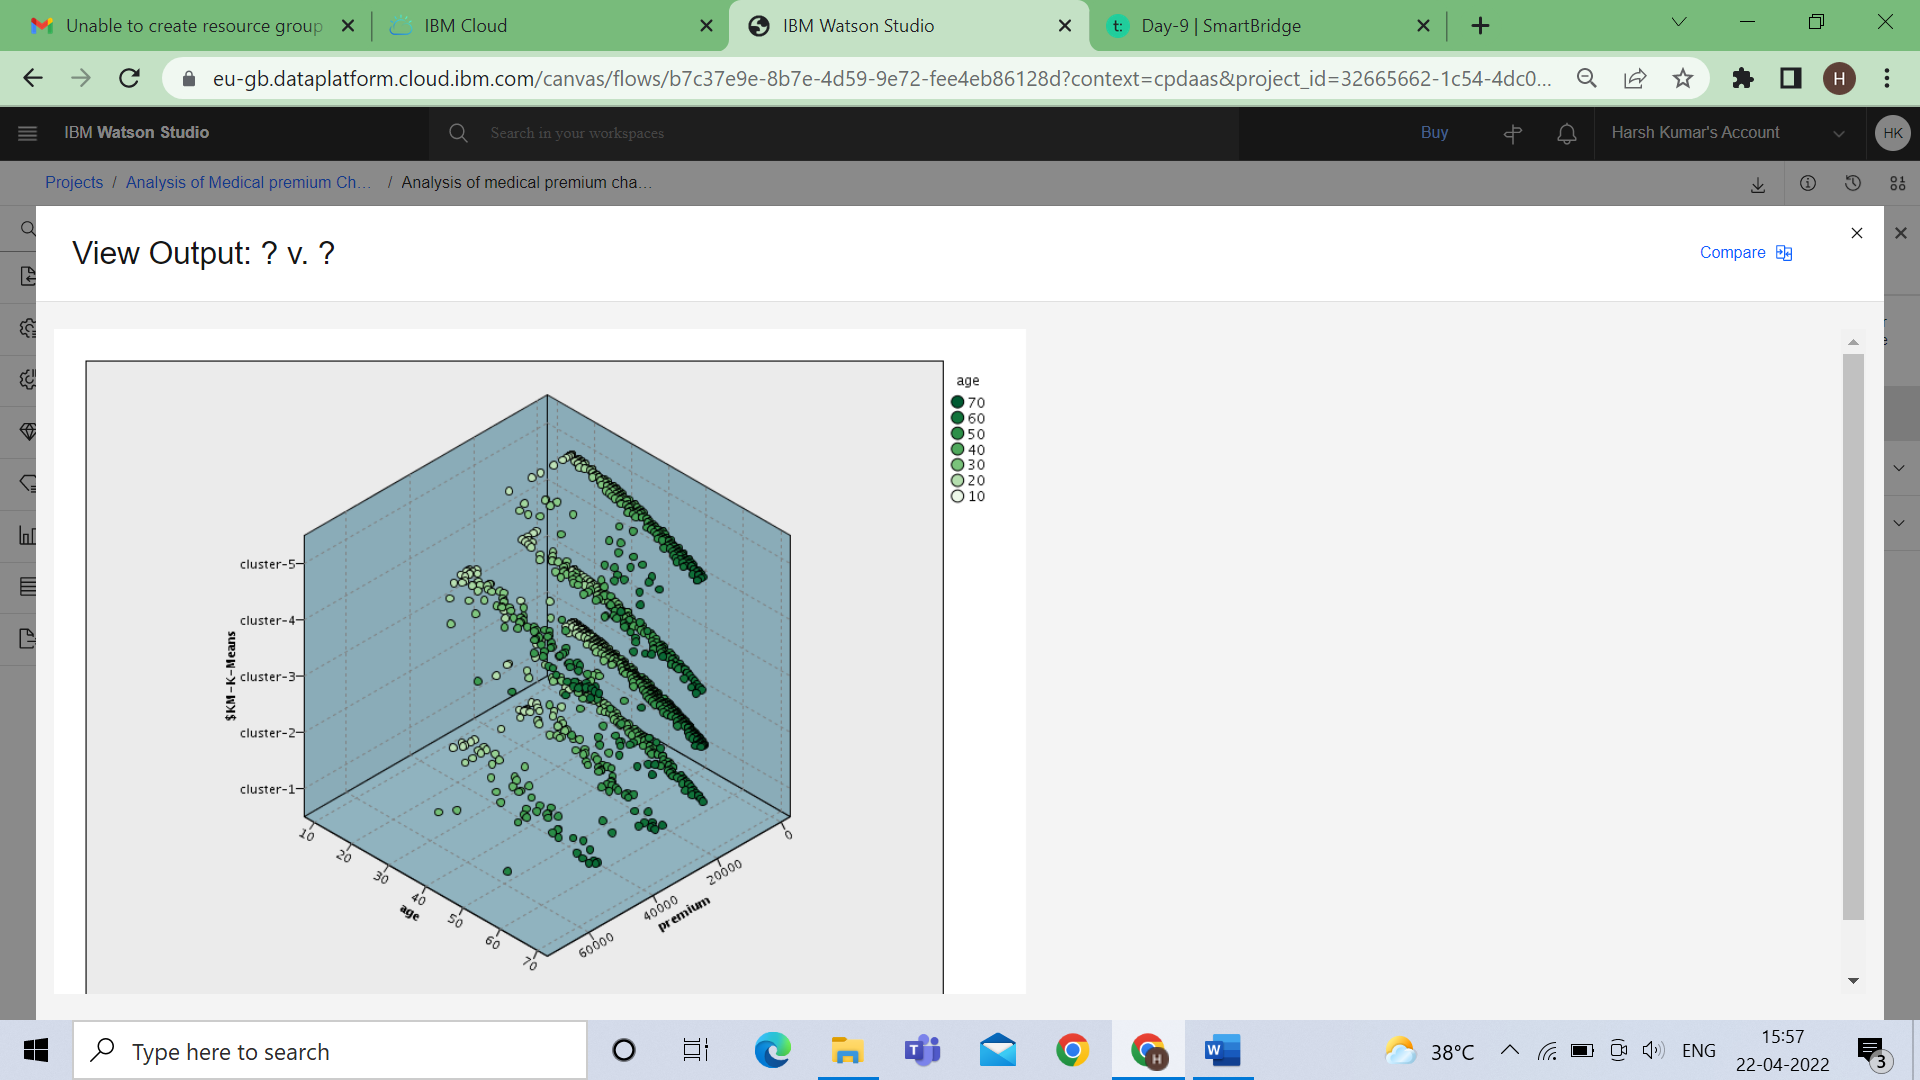 Unable to create resource group
IBM Cloud
IBM Watson Studio
Day-9 | SmartBridge
eu-gb.dataplatform.cloud.ibm.com/canvas/flows/b7c37e9e-8b7e-4d59-9e72-fee4eb86128d?context=cpdaas&project_id=32665662-1c54-4dc0...
H
IBM Watson Studio
Search in your workspaces
Buy
Harsh Kumar's Account
HK
Projects / Analysis of Medical premium Ch... / Analysis of medical premium cha...
View Output: ? v. ?
Compare
age
70
60
50
40
30
20
10
$KM-K-Means
cluster-5
cluster-4
cluster-3
cluster-2
cluster-1
10
20
30
40
50
60
70
age
60000
40000
20000
0
premium
Type here to search
38°C
ENG
15:57
22-04-2022
3